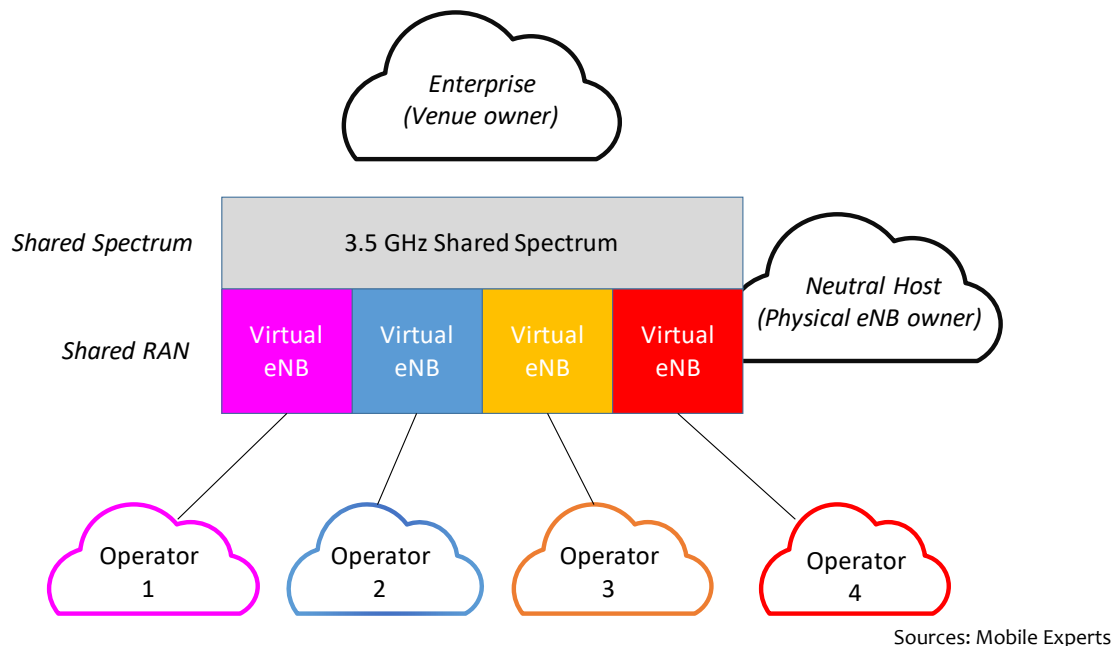 Enterprise
(Venue owner)
Shared Spectrum
3.5 GHz Shared Spectrum
Neutral Host
(Physical eNB owner)
Shared RAN
Virtual
eNB
Virtual
eNB
Virtual
eNB
Virtual
eNB
Operator
1
Operator
2
Operator
3
Operator
4
Sources: Mobile Experts